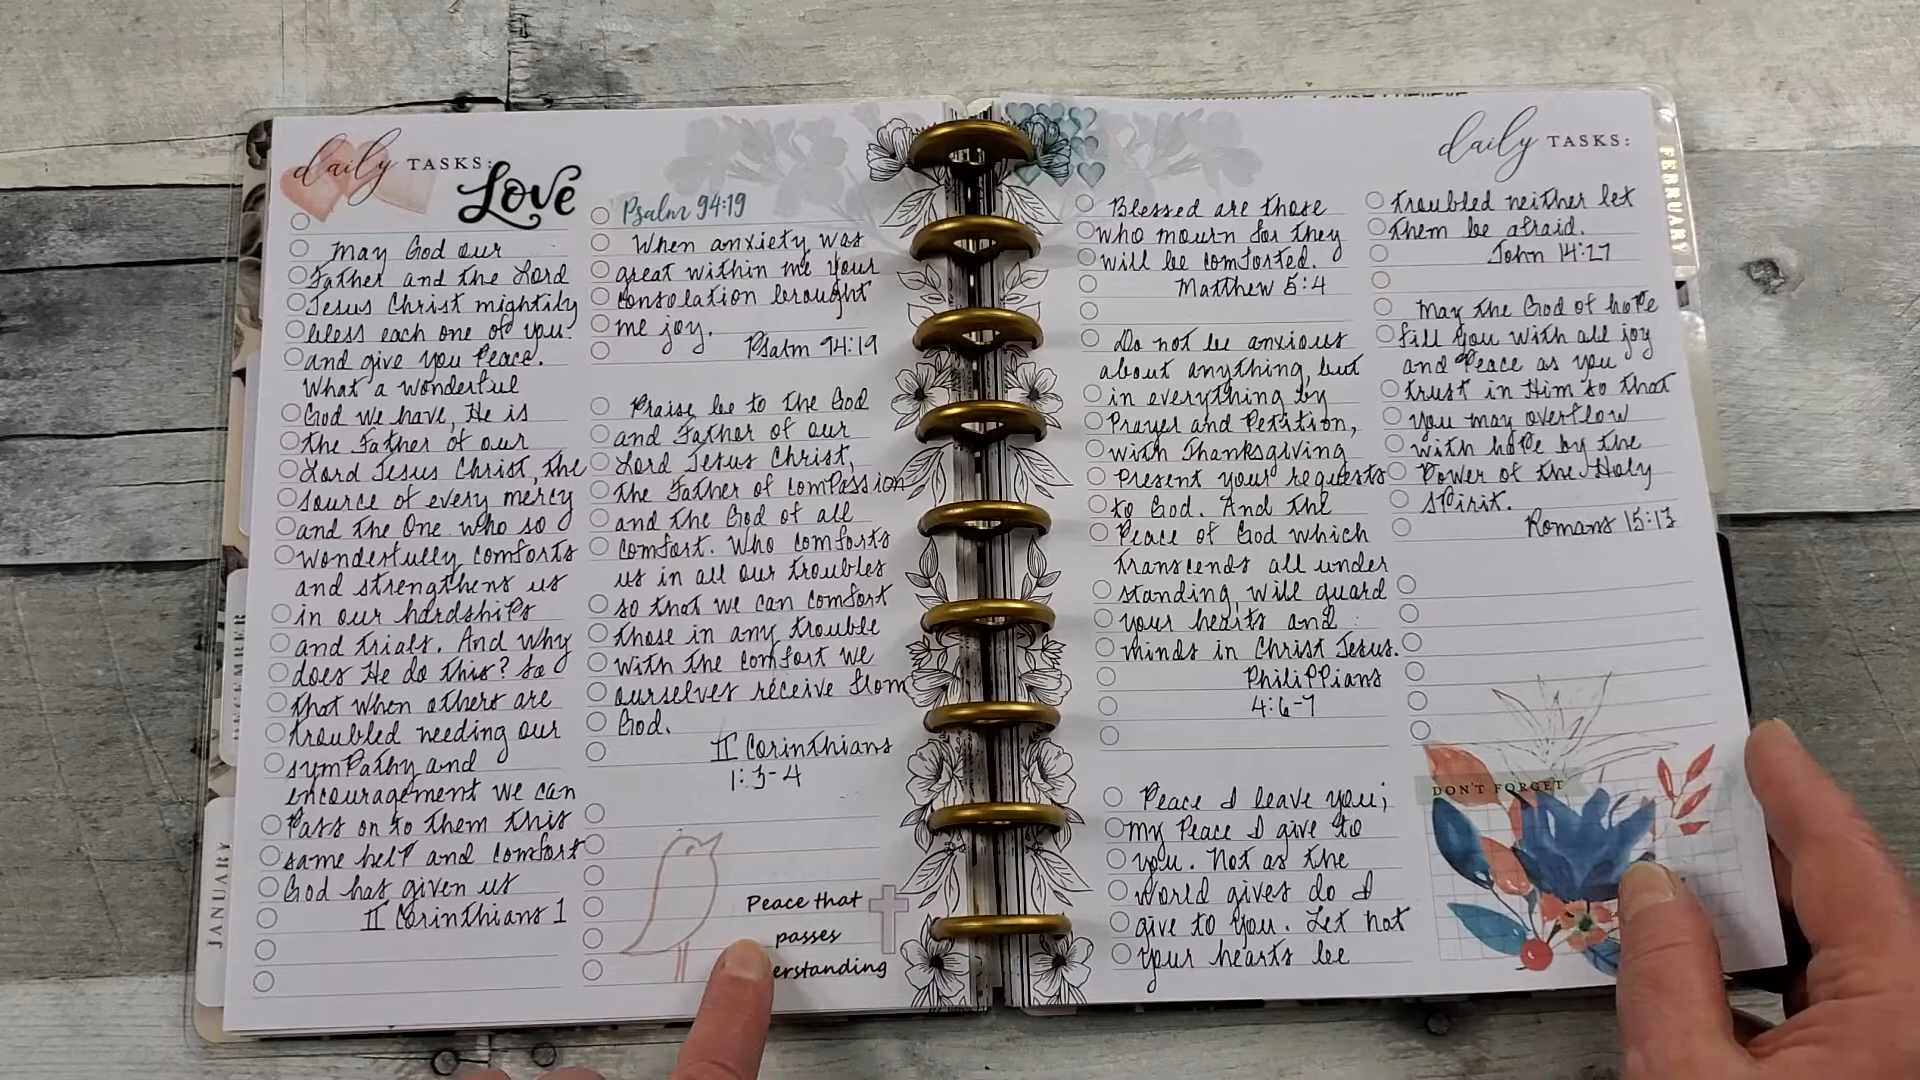 daily TASKS:
Love
May God our
Father and the Lord
Jesus Christ mightily
bless each one of you.
and give you Peace.
What a wonderful
God we have, He is
the Father of our
Lord Jesus Christ, the
source of every mercy
and the One who so
wonderfully comforts
and strengthens us
in our hardships
and trials. And why
does He do this? So
that when others are
troubled needing our
sympathy and
encouragement we can
Pass on to them this
same help and comfort
God has given us
II Corinthians 1
Psalm 94:19
When anxiety was
great within me your
consolation brought
me joy.
Psalm 94:19
Praise be to the God
and Father of our
Lord Jesus Christ,
the Father of Compassion
and the God of all
comfort. Who comforts
us in all our troubles
so that we can comfort
those in any trouble
with the comfort we
ourselves receive from
God.
II Corinthians
1:3-4
Peace that
passes
erstanding
daily TASKS:
Blessed are those
who mourn for they
will be comforted.
Matthew 5:4
Do not be anxious
about anything, but
in everything by
Prayer and Petition,
with Thanksgiving
Present your requests
to God. And the
Peace of God which
transcends all under
standing, will guard
your hearts and
minds in Christ Jesus.
Philippians
4:6-7
Peace I leave you;
my Peace I give to
you. Not as the
world gives do I
give to you. Let not
your hearts be
troubled neither let
them be afraid.
John 14:27
May the God of hope
fill you with all joy
and Peace as you
trust in Him so that
you may overflow
with hope by the
Power of the Holy
Spirit.
Romans 15:13
DON'T FORGET
FEBRUARY
DECEMBER
JANUARY